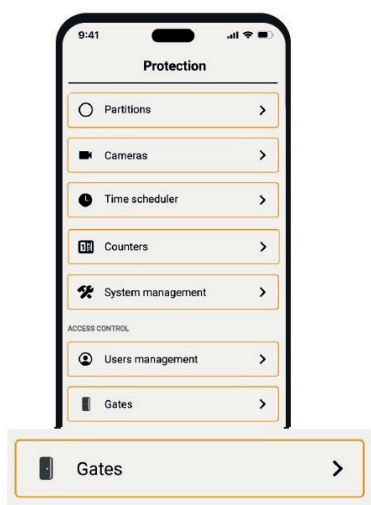 9:41
Protection
Partitions
Cameras
Time scheduler
Counters
System management
ACCESS CONTROL
Users management
Gates
Gates